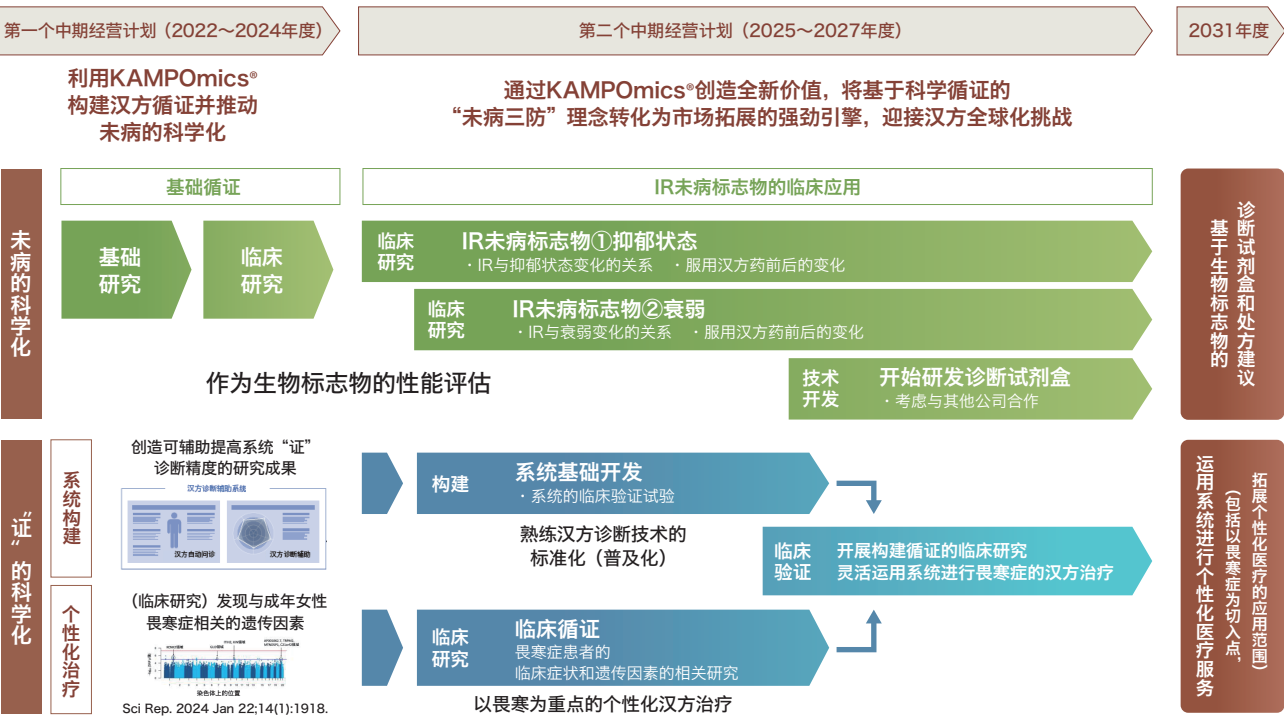 第一个中期经营计划（2022～2024年度）
第二个中期经营计划（2025～2027年度）
2031年度
利用KAMPOmics®
构建汉方循证并推动
未病的科学化
通过KAMPOmics®创造全新价值，将基于科学循证的
“未病三防”理念转化为市场拓展的强劲引擎，迎接汉方全球化挑战
未病的科学化
基础循证
IR未病标志物的临床应用
基础
研究
临床
研究
临床
研究
IR未病标志物①抑郁状态
・IR与抑郁状态变化的关系　・服用汉方药前后的变化
临床
研究
IR未病标志物②衰弱
・IR与衰弱变化的关系　・服用汉方药前后的变化
作为生物标志物的性能评估
技术
开发
开始研发诊断试剂盒
・考虑与其他公司合作
诊断试剂盒和处方建议
基于生物标志物的
“证”的科学化
系统构建
创造可辅助提高系统“证”
诊断精度的研究成果
汉方诊断辅助系统
汉方自动问诊
汉方诊断辅助
构建
系统基础开发
・系统的临床验证试验
熟练汉方诊断技术的
标准化（普及化）
临床
验证
开展构建循证的临床研究
灵活运用系统进行畏寒症的汉方治疗
个性化治疗
（临床研究）发现与成年女性
畏寒症相关的遗传因素
染色体上的位置
Sci Rep. 2024 Jan 22;14(1):1918.
临床
研究
临床循证
畏寒症患者的
临床症状和遗传因素的相关研究
以畏寒为重点的个性化汉方治疗
拓展个性化医疗的应用范围）
（包括以畏寒症为切入点，
运用系统进行个性化医疗服务